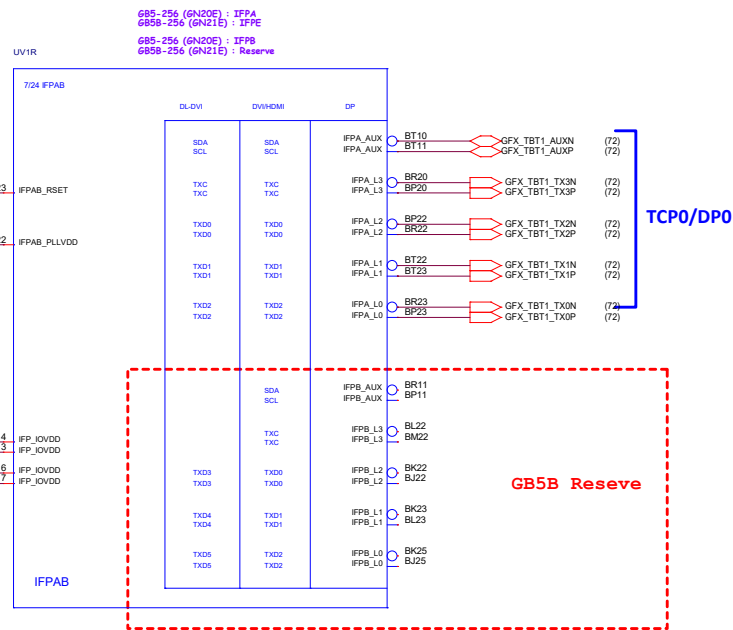 GB5-256 (GN20E) : IFPA
GB5B-256 (GN21E) : IFPE
GB5-256 (GN20E) : IFPB
GB5B-256 (GN21E) : Reserve
UV1R
7/24 IFPAB
DL-DVI DVI/HDMI DP
SDA SDA IFPA_AUX BT10 GFX_TBT1_AUXN (72)
SCL SCL IFPA_AUX BT11 GFX_TBT1_AUXP (72)
TXC TXC IFPA_L3 BR20 GFX_TBT1_TX3N (72)
3 IFPAB_RSET TXC TXC IFPA_L3 BP20 GFX_TBT1_TX3P (72)
TXD0 TXD0 IFPA_L2 BP22 GFX_TBT1_TX2N (72)
TCP0/DP0
TXD0 TXD0 IFPA_L2 BR22 GFX_TBT1_TX2P (72)
2 IFPAB_PLLVDD
TXD1 TXD1 IFPA_L1 BT22 GFX_TBT1_TX1N (72)
TXD1 TXD1 IFPA_L1 BT23 GFX_TBT1_TX1P (72)
TXD2 TXD2 IFPA_L0 BR23 GFX_TBT1_TX0N (72)
TXD2 TXD2 IFPA_L0 BP23 GFX_TBT1_TX0P (72)
SDA IFPB_AUX BR11
SCL IFPB_AUX BP11
TXC IFPB_L3 BL22
4 IFP_IOVDD TXC IFPB_L3 BM22
3 IFP_IOVDD
6 IFP_IOVDD TXD3 TXD0 IFPB_L2 BK22
7 IFP_IOVDD TXD3 TXD0 IFPB_L2 BJ22
GB5B Reseve
TXD4 TXD1 IFPB_L1 BK23
TXD4 TXD1 IFPB_L1 BL23
TXD5 TXD2 IFPB_L0 BK25
TXD5 TXD2 IFPB_L0 BJ25
IFPAB